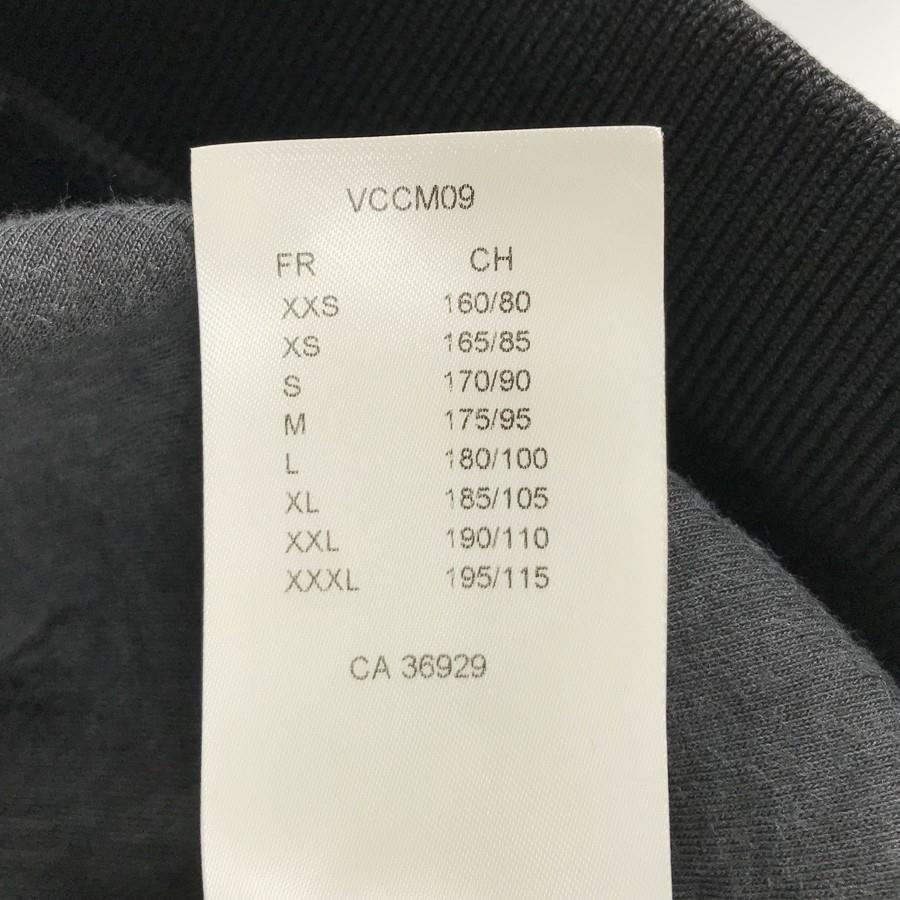 VCCM09
FR CH
XXS 160/80
XS 165/85
S 170/90
M 175/95
L 180/100
XL 185/105
XXL 190/110
XXXL 195/115
CA 36929